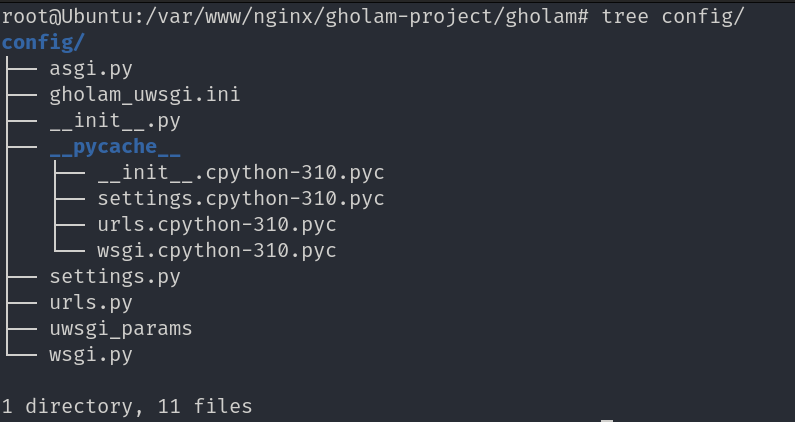 root@Ubuntu:/var/www/nginx/gholam-project/gholam# tree config/
config/
├── asgi.py
├── gholam_uwsgi.ini
├── __init__.py
├── __pycache__
│   ├── __init__.cpython-310.pyc
│   ├── settings.cpython-310.pyc
│   ├── urls.cpython-310.pyc
│   └── wsgi.cpython-310.pyc
├── settings.py
├── urls.py
├── uwsgi_params
└── wsgi.py
1 directory, 11 files